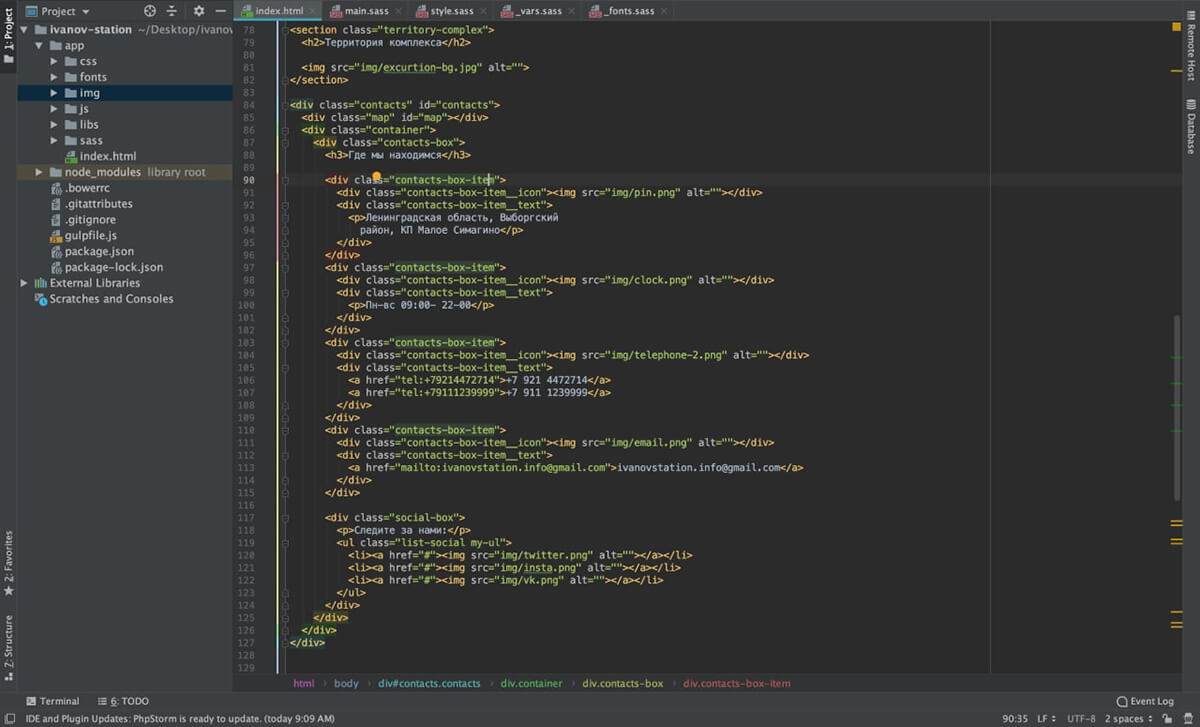 Project
index.html
main.sass
style.sass
_vars.sass
_fonts.sass
1: Project
ivanov-station ~/Desktop/ivanov
app
css
fonts
img
js
libs
sass
index.html
node_modules library root
.bowerrc
.gitattributes
.gitignore
gulpfile.js
package.json
package-lock.json
External Libraries
Scratches and Consoles
78 <section class="territory-complex">
79 <h2>Территория комплекса</h2>
80
81 <img src="img/excurtion-bg.jpg" alt="">
82 </section>
83
84 <div class="contacts" id="contacts">
85 <div class="map" id="map"></div>
86 <div class="container">
87 <div class="contacts-box">
88 <h3>Где мы находимся</h3>
89
90 <div class="contacts-box-item">
91 <div class="contacts-box-item__icon"><img src="img/pin.png" alt=""></div>
92 <div class="contacts-box-item__text">
93 <p>Ленинградская область, Выборгский
94 район, КП Малое Симагино</p>
95 </div>
96 </div>
97 <div class="contacts-box-item">
98 <div class="contacts-box-item__icon"><img src="img/clock.png" alt=""></div>
99 <div class="contacts-box-item__text">
100 <p>Пн-вс 09:00- 22-00</p>
101 </div>
102 </div>
103 <div class="contacts-box-item">
104 <div class="contacts-box-item__icon"><img src="img/telephone-2.png" alt=""></div>
105 <div class="contacts-box-item__text">
106 <a href="tel:+79214472714">+7 921 4472714</a>
107 <a href="tel:+79111239999">+7 911 1239999</a>
108 </div>
109 </div>
110 <div class="contacts-box-item">
111 <div class="contacts-box-item__icon"><img src="img/email.png" alt=""></div>
112 <div class="contacts-box-item__text">
113 <a href="mailto:ivanovstation.info@gmail.com">ivanovstation.info@gmail.com</a>
114 </div>
115 </div>
116
117 <div class="social-box">
118 <p>Следите за нами:</p>
119 <ul class="list-social my-ul">
120 <li><a href="#"><img src="img/twitter.png" alt=""></a></li>
121 <li><a href="#"><img src="img/insta.png" alt=""></a></li>
122 <li><a href="#"><img src="img/vk.png" alt=""></a></li>
123 </ul>
124 </div>
125 </div>
126 </div>
127 </div>
128
129
Remote Host
Database
2: Favorites
Z: Structure
html › body › div#contacts.contacts › div.container › div.contacts-box › div.contacts-box-item
Terminal
6: TODO
Event Log
IDE and Plugin Updates: PhpStorm is ready to update. (today 9:09 AM)
90:35 LF UTF-8 2 spaces